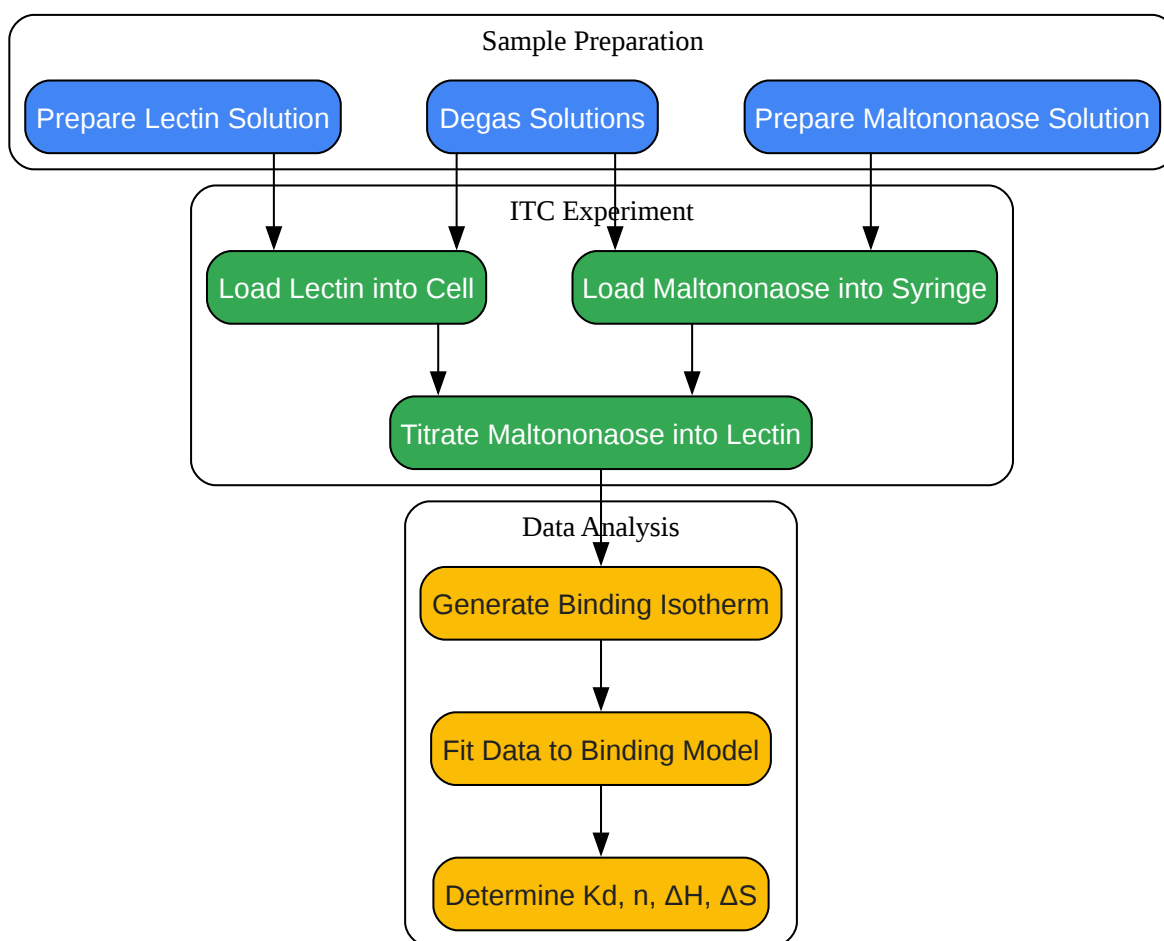 Sample Preparation
Prepare Lectin Solution
Degas Solutions
Prepare Maltononaose Solution
ITC Experiment
Load Lectin into Cell
Load Maltononaose into Syringe
Titrate Maltononaose into Lectin
Data Analysis
Generate Binding Isotherm
Fit Data to Binding Model
Determine Kd, n, ΔH, ΔS